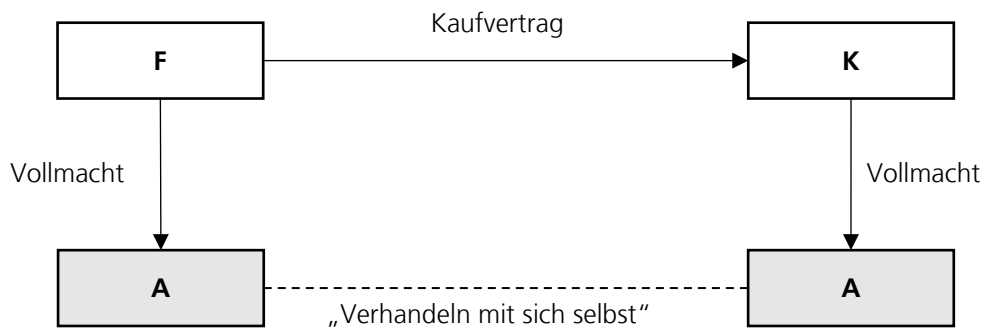 Kaufvertrag
F
K
Vollmacht
Vollmacht
A
A
„Verhandeln mit sich selbst“